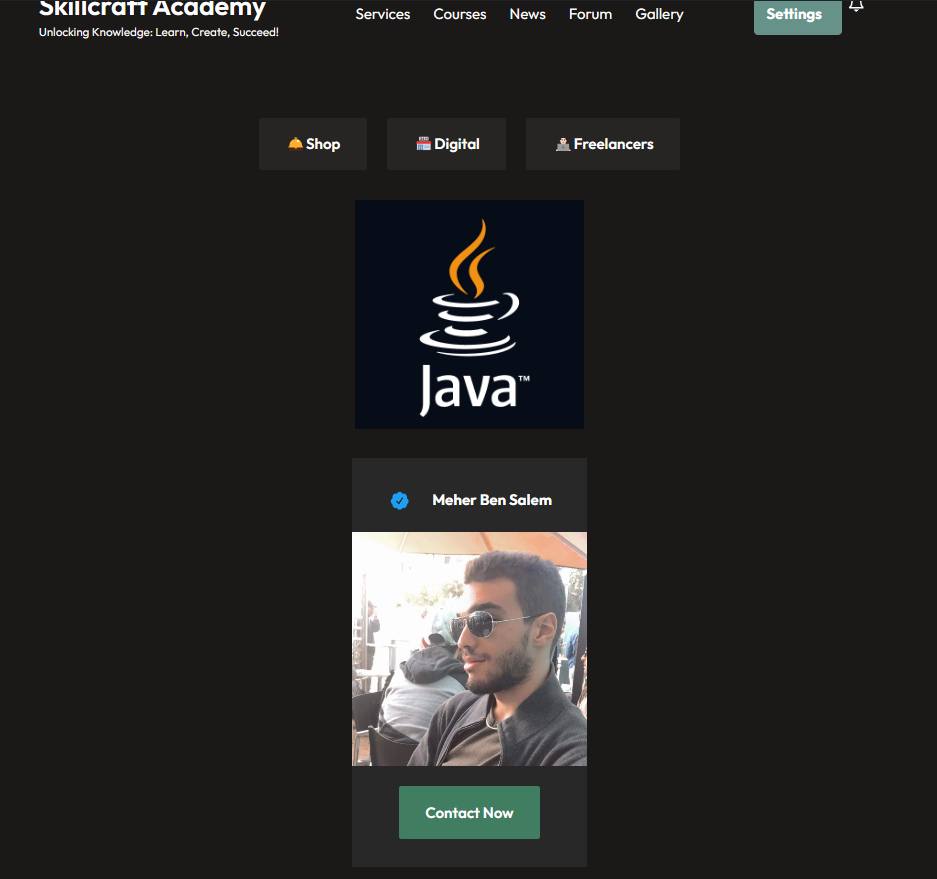 Skillcraft Academy
Unlocking Knowledge: Learn, Create, Succeed!
Services Courses News Forum Gallery Settings
Shop Digital Freelancers
Java™
Meher Ben Salem
Contact Now